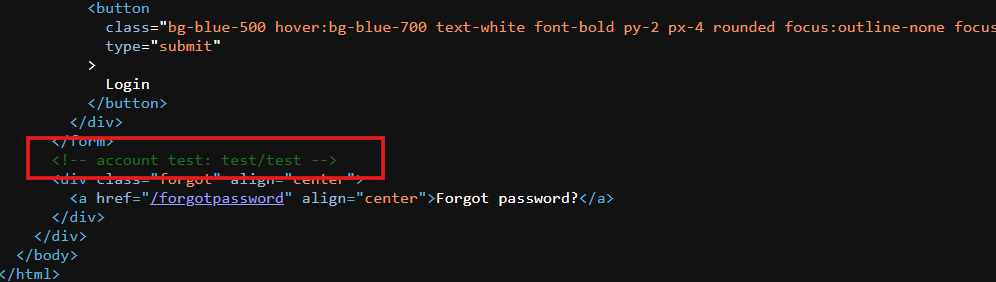 <button
class="bg-blue-500 hover:bg-blue-700 text-white font-bold py-2 px-4 rounded focus:outline-none focus
type="submit"
>
Login
</button>
</div>
</form>
<!-- account test: test/test -->
<div class="forgot" align="center">
<a href="/forgotpassword" align="center">Forgot password?</a>
</div>
</div>
</body>
</html>